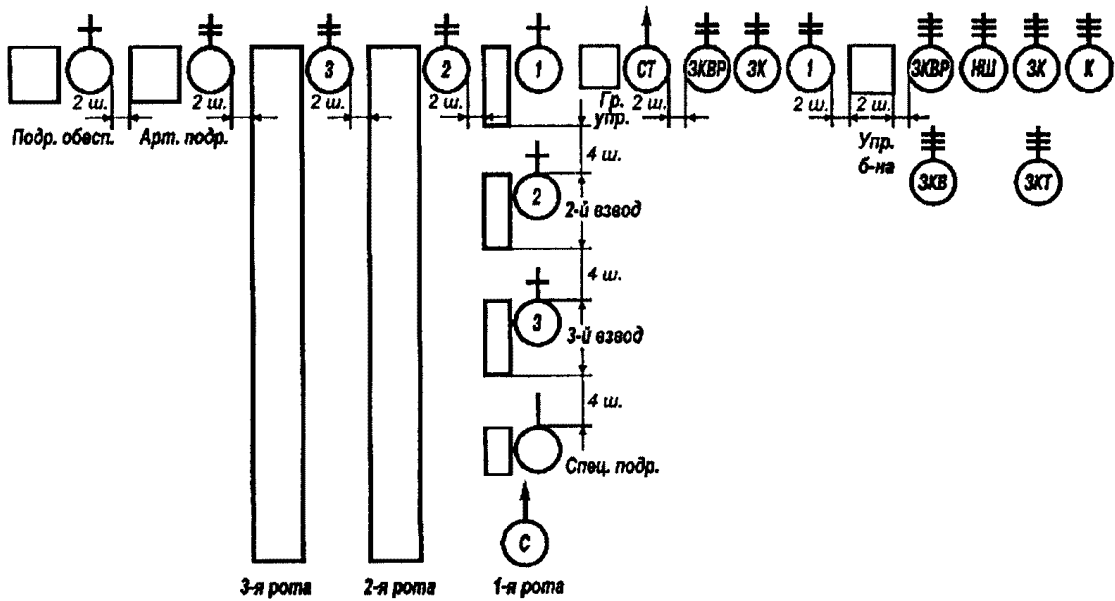 3 2 1 СТ ЗКВР ЗК 1 ЗКВР НШ ЗК К
2 ш. 2 ш. 2 ш. 2 ш. Гр. упр. 2 ш. 2 ш. 2 ш.
Подр. обесп. Арт. подр. Упр. б-на
4 ш.
ЗКВ ЗКТ
2 2-й взвод
4 ш.
3 3-й взвод
4 ш.
Спец. подр.
С
3-я рота 2-я рота 1-я рота